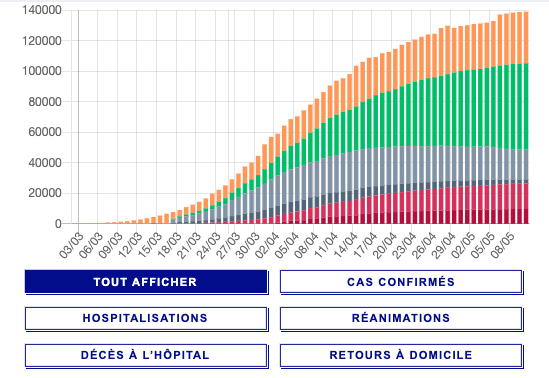 140000
120000
100000
80000
60000
40000
20000
0
03/03 06/03 09/03 12/03 15/03 18/03 21/03 24/03 27/03 30/03 02/04 05/04 08/04 11/04 14/04 17/04 20/04 23/04 26/04 29/04 02/05 05/05 08/05
TOUT AFFICHER CAS CONFIRMÉS
HOSPITALISATIONS RÉANIMATIONS
DÉCÈS À L'HÔPITAL RETOURS À DOMICILE